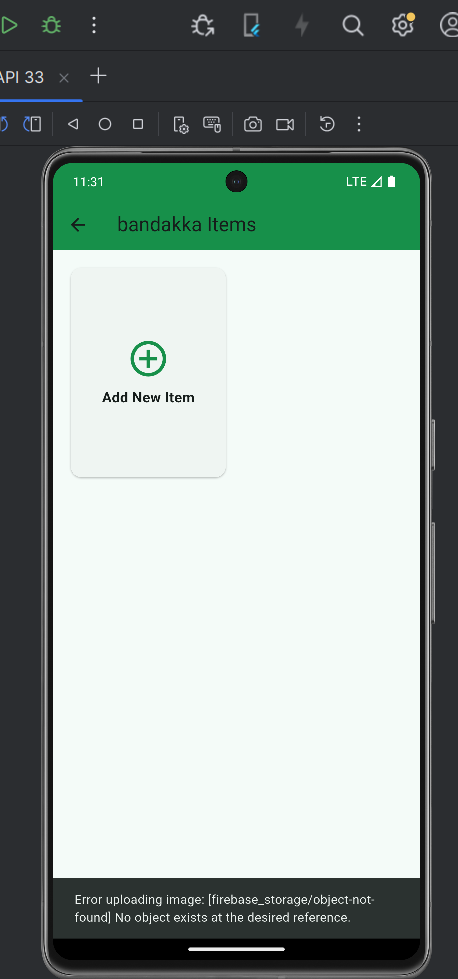 API 33
11:31
LTE
bandakka Items
Add New Item
Error uploading image: [firebase_storage/object-not-
found] No object exists at the desired reference.